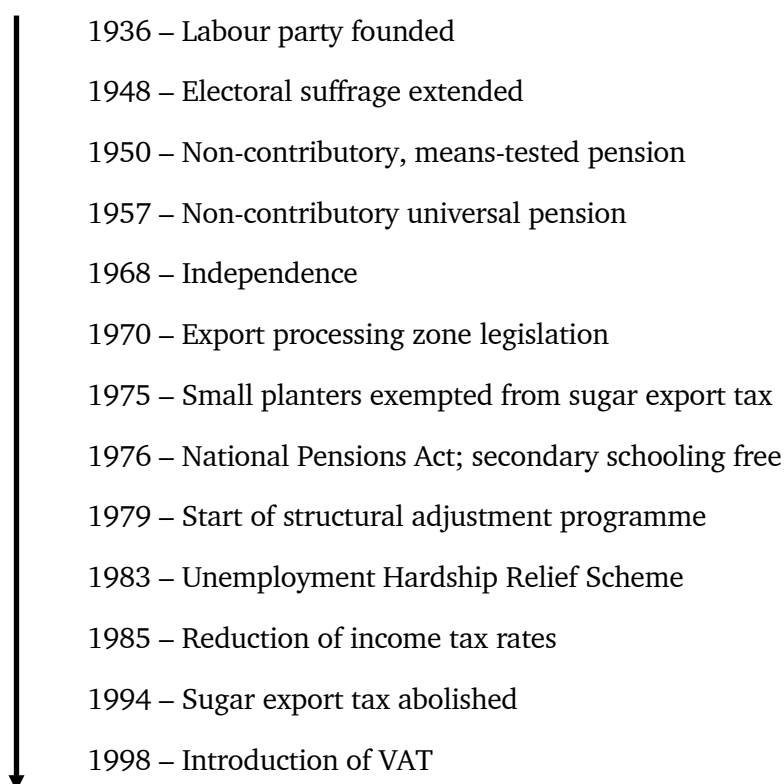 1936 – Labour party founded
1948 – Electoral suffrage extended
1950 – Non-contributory, means-tested pension
1957 – Non-contributory universal pension
1968 – Independence
1970 – Export processing zone legislation
1975 – Small planters exempted from sugar export tax
1976 – National Pensions Act; secondary schooling free
1979 – Start of structural adjustment programme
1983 – Unemployment Hardship Relief Scheme
1985 – Reduction of income tax rates
1994 – Sugar export tax abolished
1998 – Introduction of VAT